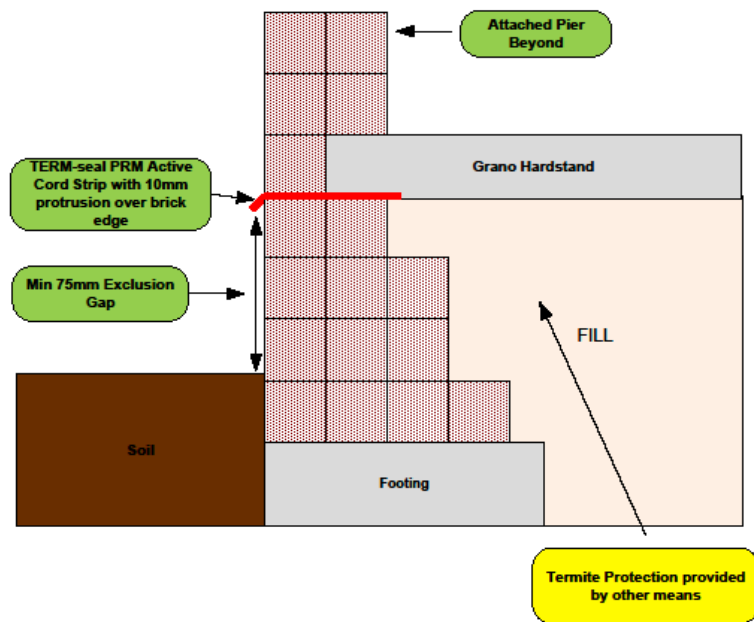 Attached Pier
Beyond
Grano Hardstand
TERM-seal PRM Active
Cord Strip with 10mm
protrusion over brick
edge
Min 75mm Exclusion
Gap
FILL
Soil
Footing
Termite Protection provided
by other means